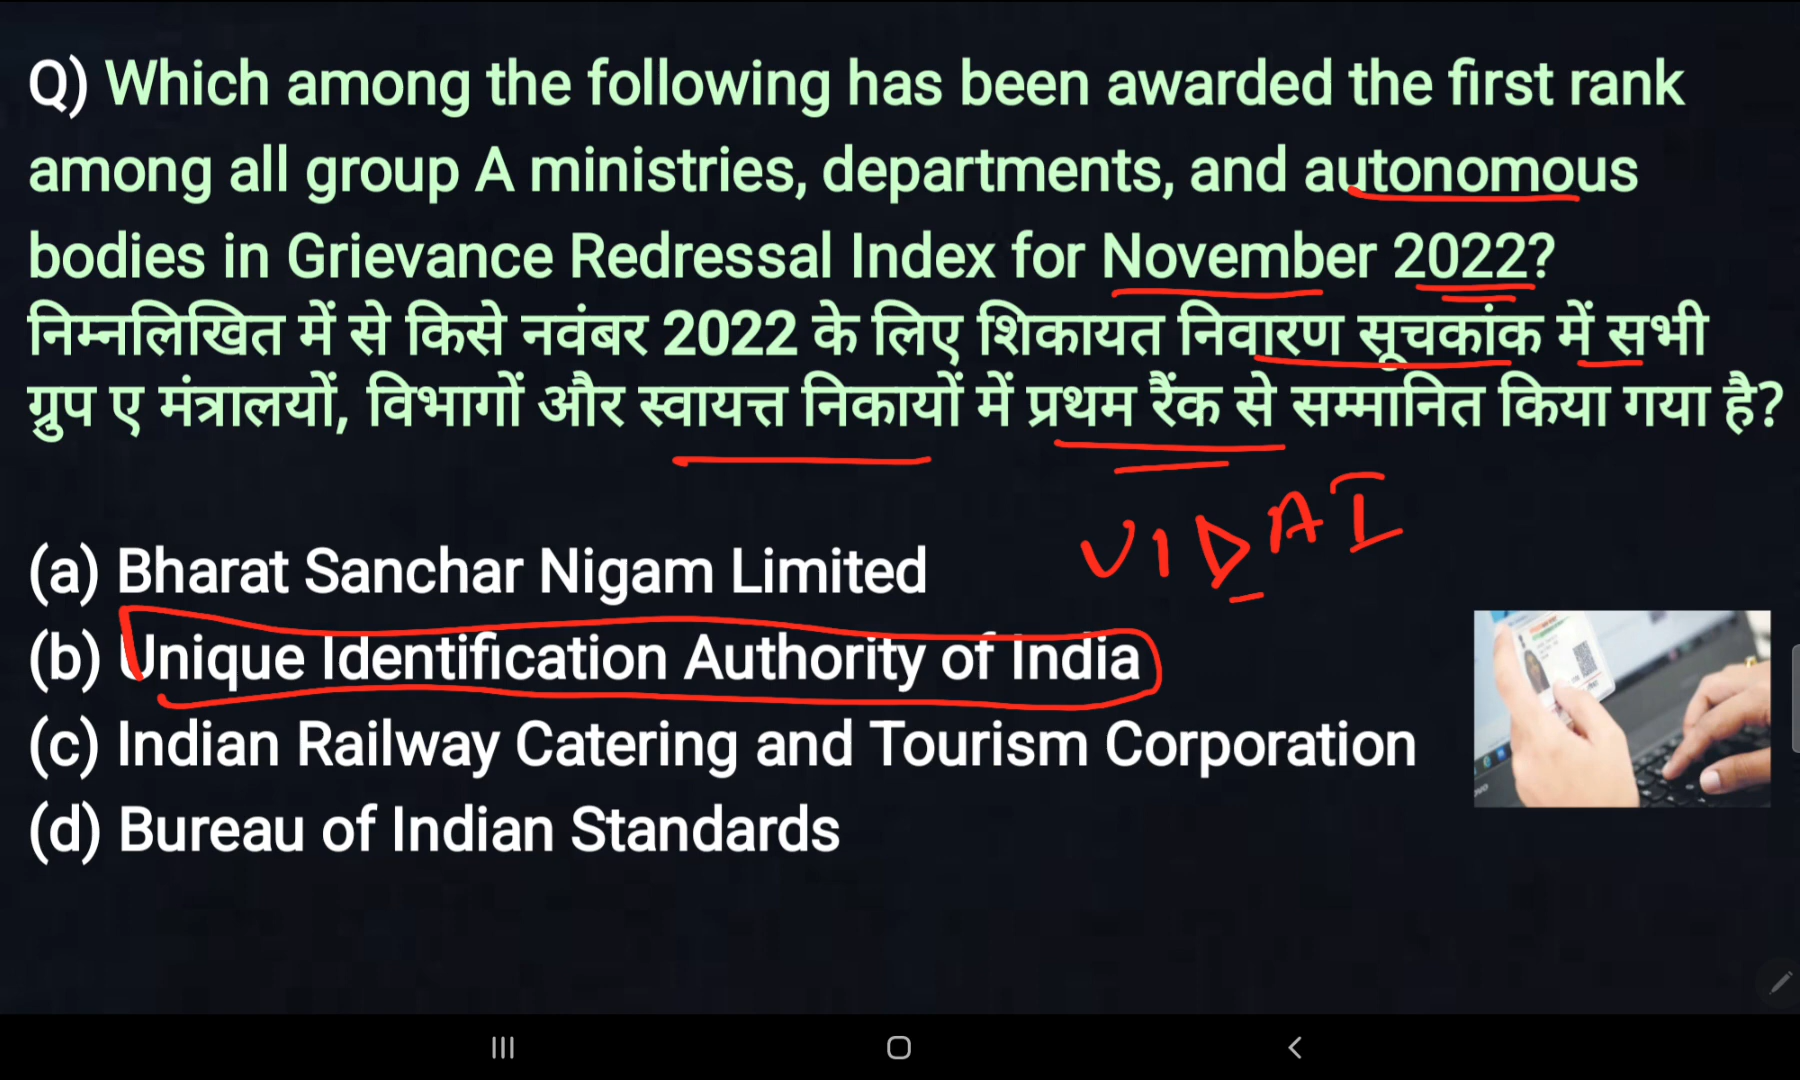 Q) Which among the following has been awarded the first rank
among all group A ministries, departments, and autonomous
bodies in Grievance Redressal Index for November 2022?
निम्नलिखित में से किसे नवंबर 2022 के लिए शिकायत निवारण सूचकांक में सभी
ग्रुप ए मंत्रालयों, विभागों और स्वायत्त निकायों में प्रथम रैंक से सम्मानित किया गया है?
UIDAI
(a) Bharat Sanchar Nigam Limited
(b) Unique Identification Authority of India
(c) Indian Railway Catering and Tourism Corporation
(d) Bureau of Indian Standards